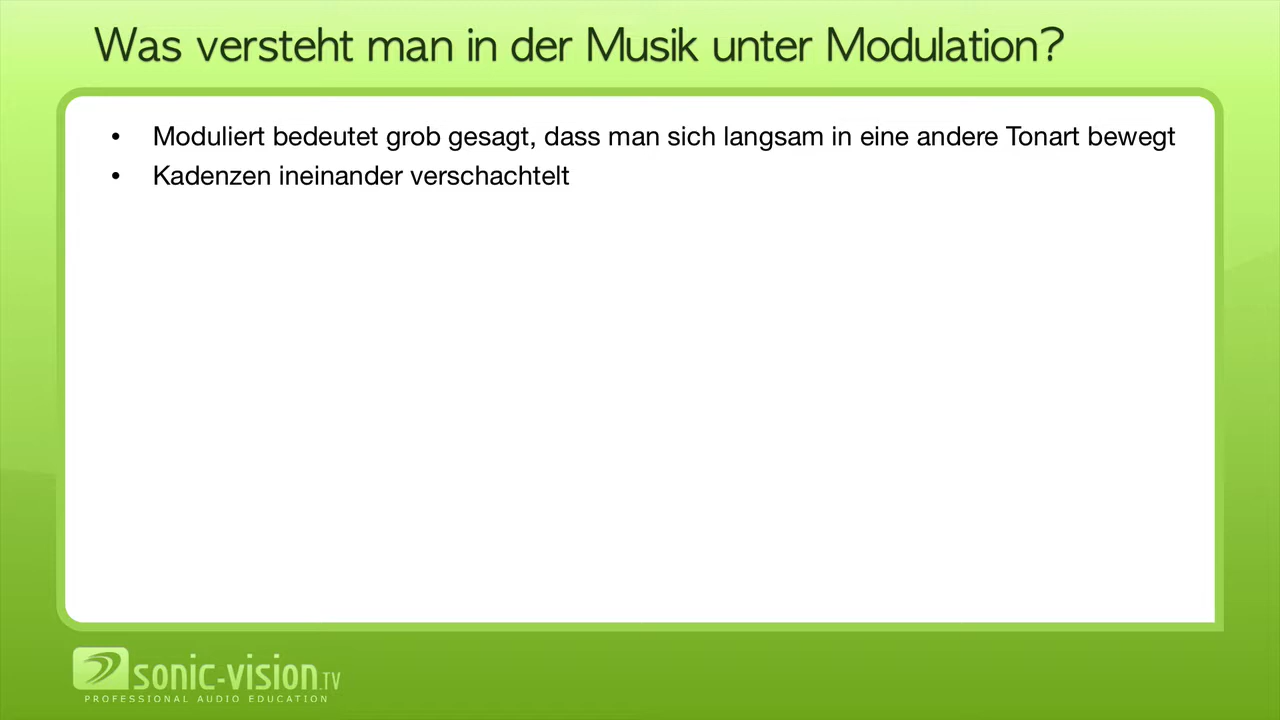 Was versteht man in der Musik unter Modulation?
• Moduliert bedeutet grob gesagt, dass man sich langsam in eine andere Tonart bewegt
• Kadenzen ineinander verschachtelt
sonic-vision.TV
PROFESSIONAL AUDIO EDUCATION